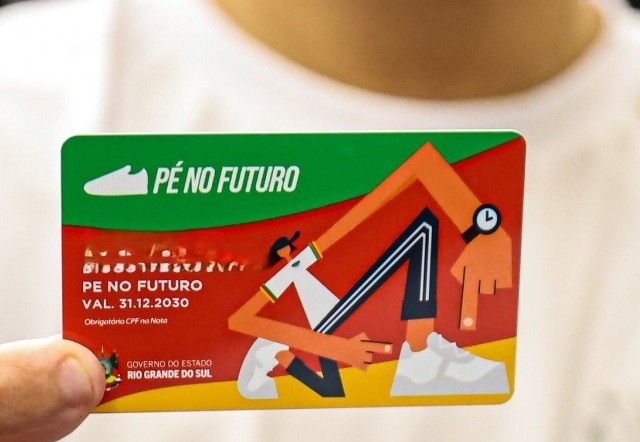 PÉ NO FUTURO
PE NO FUTURO
VAL. 31.12.2030
Obrigatório CPF na Nota
GOVERNO DO ESTADO
RIO GRANDE DO SUL